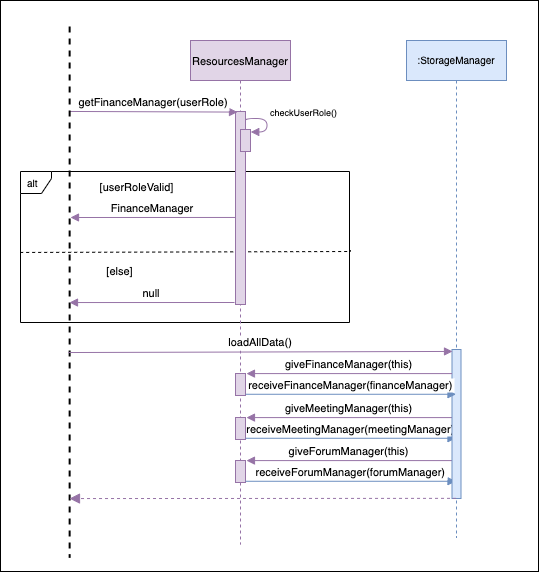 ResourcesManager
:StorageManager
getFinanceManager(userRole)
checkUserRole()
alt
[userRoleValid]
FinanceManager
[else]
null
loadAllData()
giveFinanceManager(this)
receiveFinanceManager(financeManager)
giveMeetingManager(this)
receiveMeetingManager(meetingManager)
giveForumManager(this)
receiveForumManager(forumManager)